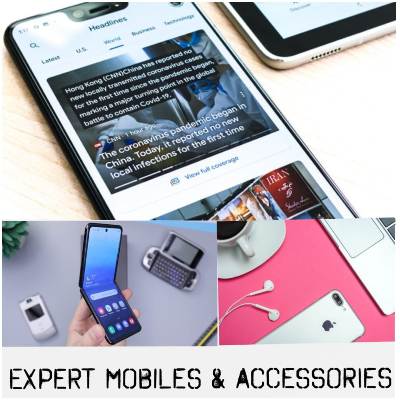 Headlines
Latest
U.S.
World
Business
Technology
Hong Kong (CNN)China has reported no
new locally transmitted coronavirus cases
for the first time since the pandemic began,
marking a major turning point in the global
battle to contain Covid-19.
CNN • 1 hour ago
The coronavirus pandemic began in
China. Today, it reported no new
local infections for the first time
View full coverage
IRAN
EXPERT MOBILES & ACCESSORIES